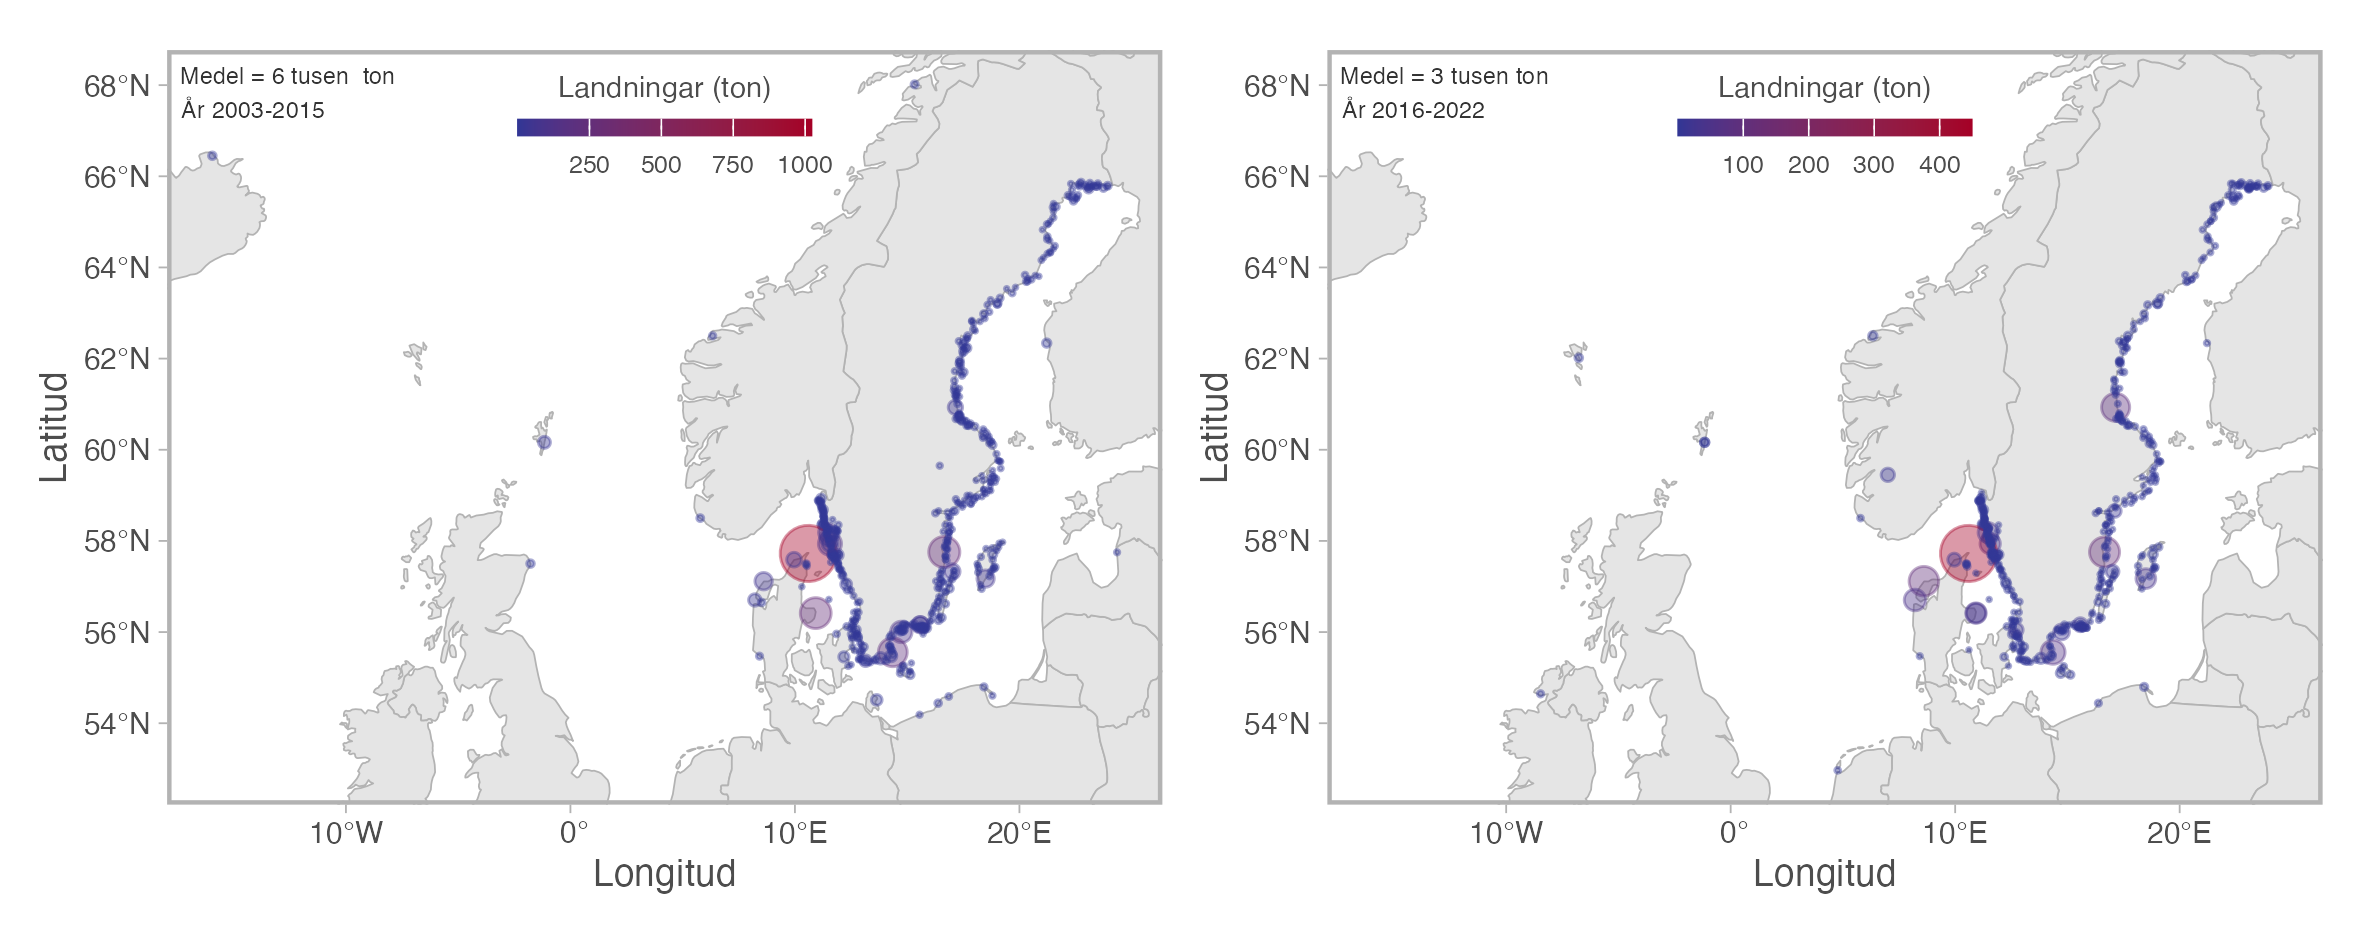 Medel = 6 tusen  ton
År 2003-2015
Landningar (ton)
250 500 750 1000
68°N
66°N
64°N
62°N
60°N
58°N
56°N
54°N
Latitud
10°W 0° 10°E 20°E
Longitud
Medel = 3 tusen ton
År 2016-2022
Landningar (ton)
100 200 300 400
68°N
66°N
64°N
62°N
60°N
58°N
56°N
54°N
Latitud
10°W 0° 10°E 20°E
Longitud